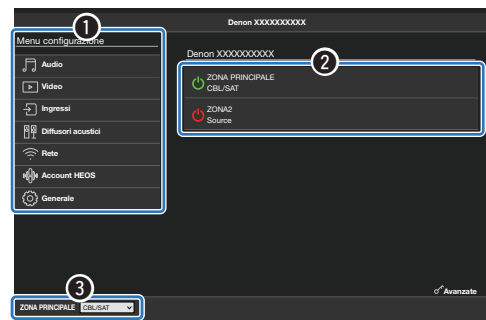 Denon XXXXXXXXXX
1
Menu configurazione
Audio
Video
Ingressi
Diffusori acustici
Rete
Account HEOS
Generale
Denon XXXXXXXXXX
2
ZONA PRINCIPALE
CBL/SAT
ZONA2
Source
3
Avanzate
ZONA PRINCIPALE CBL/SAT